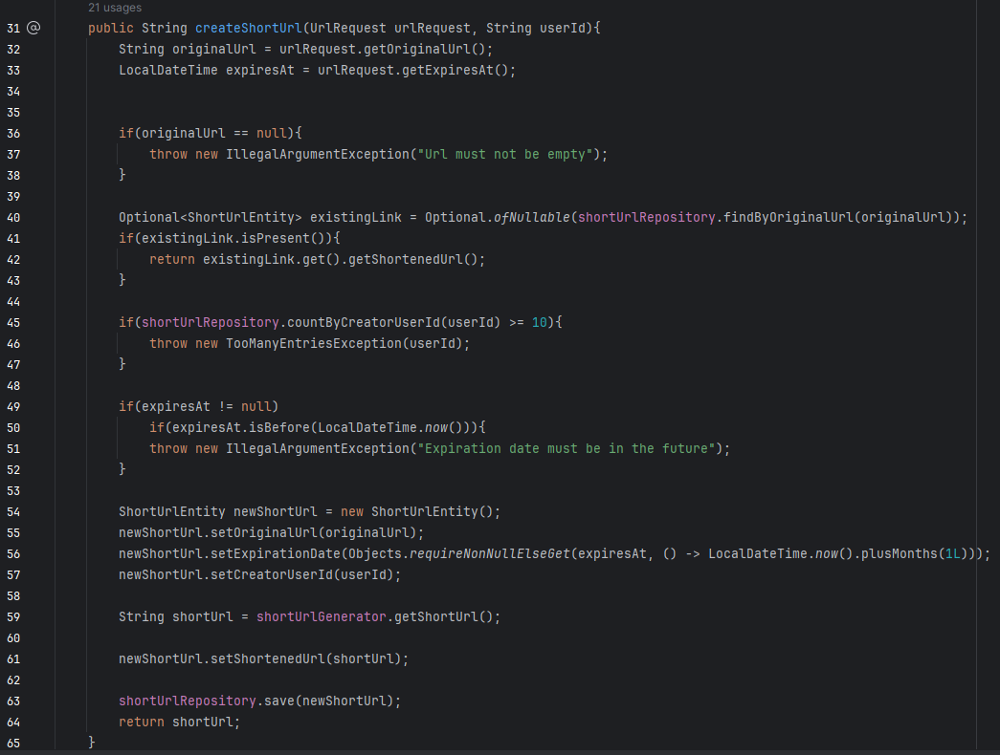 21 usages
31 @ public String createShortUrl(UrlRequest urlRequest, String userId){
32 String originalUrl = urlRequest.getOriginalUrl();
33 LocalDateTime expiresAt = urlRequest.getExpiresAt();
34
35
36 if(originalUrl == null){
37 throw new IllegalArgumentException("Url must not be empty");
38 }
39
40 Optional<ShortUrlEntity> existingLink = Optional.ofNullable(shortUrlRepository.findByOriginalUrl(originalUrl));
41 if(existingLink.isPresent()){
42 return existingLink.get().getShortenedUrl();
43 }
44
45 if(shortUrlRepository.countByCreatorUserId(userId) >= 10){
46 throw new TooManyEntriesException(userId);
47 }
48
49 if(expiresAt != null)
50 if(expiresAt.isBefore(LocalDateTime.now())){
51 throw new IllegalArgumentException("Expiration date must be in the future");
52 }
53
54 ShortUrlEntity newShortUrl = new ShortUrlEntity();
55 newShortUrl.setOriginalUrl(originalUrl);
56 newShortUrl.setExpirationDate(Objects.requireNonNullElseGet(expiresAt, () -> LocalDateTime.now().plusMonths(1L)));
57 newShortUrl.setCreatorUserId(userId);
58
59 String shortUrl = shortUrlGenerator.getShortUrl();
60
61 newShortUrl.setShortenedUrl(shortUrl);
62
63 shortUrlRepository.save(newShortUrl);
64 return shortUrl;
65 }